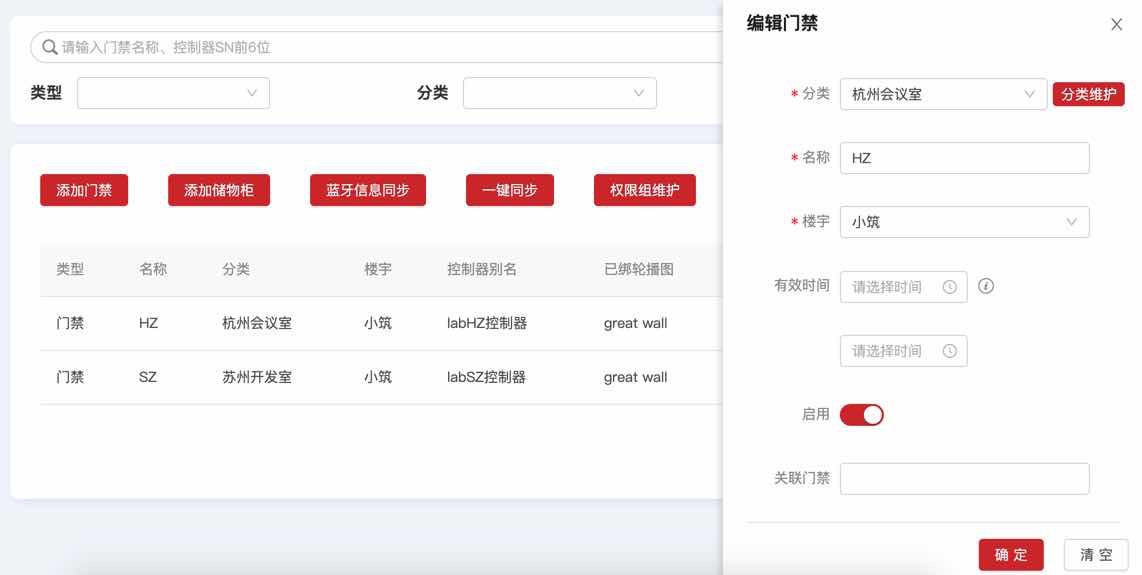 请输入门禁名称、控制器SN前6位
类型
分类
添加门禁 添加储物柜 蓝牙信息同步 一键同步 权限组维护
类型 名称 分类 楼宇 控制器别名 已绑轮播图
门禁 HZ 杭州会议室 小筑 labHZ控制器 great wall
门禁 SZ 苏州开发室 小筑 labSZ控制器 great wall
编辑门禁
* 分类 杭州会议室 分类维护
* 名称 HZ
* 楼宇 小筑
有效时间 请选择时间
请选择时间
启用
关联门禁
确 定 清 空